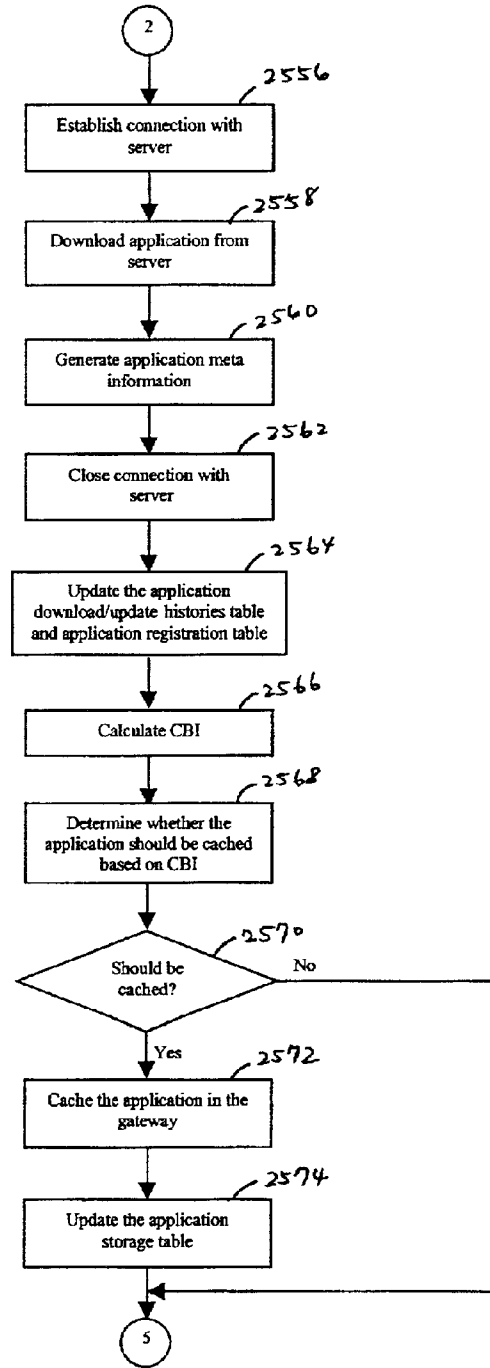 2
2556
Establish connection with
server
2558
Download application from
server
2560
Generate application meta
information
2562
Close connection with
server
2564
Update the application
download/update histories table
and application registration table
2566
Calculate CBI
2568
Determine whether the
application should be cached
based on CBI
2570
Should be
cached?
No
Yes
2572
Cache the application in the
gateway
2574
Update the application
storage table
5